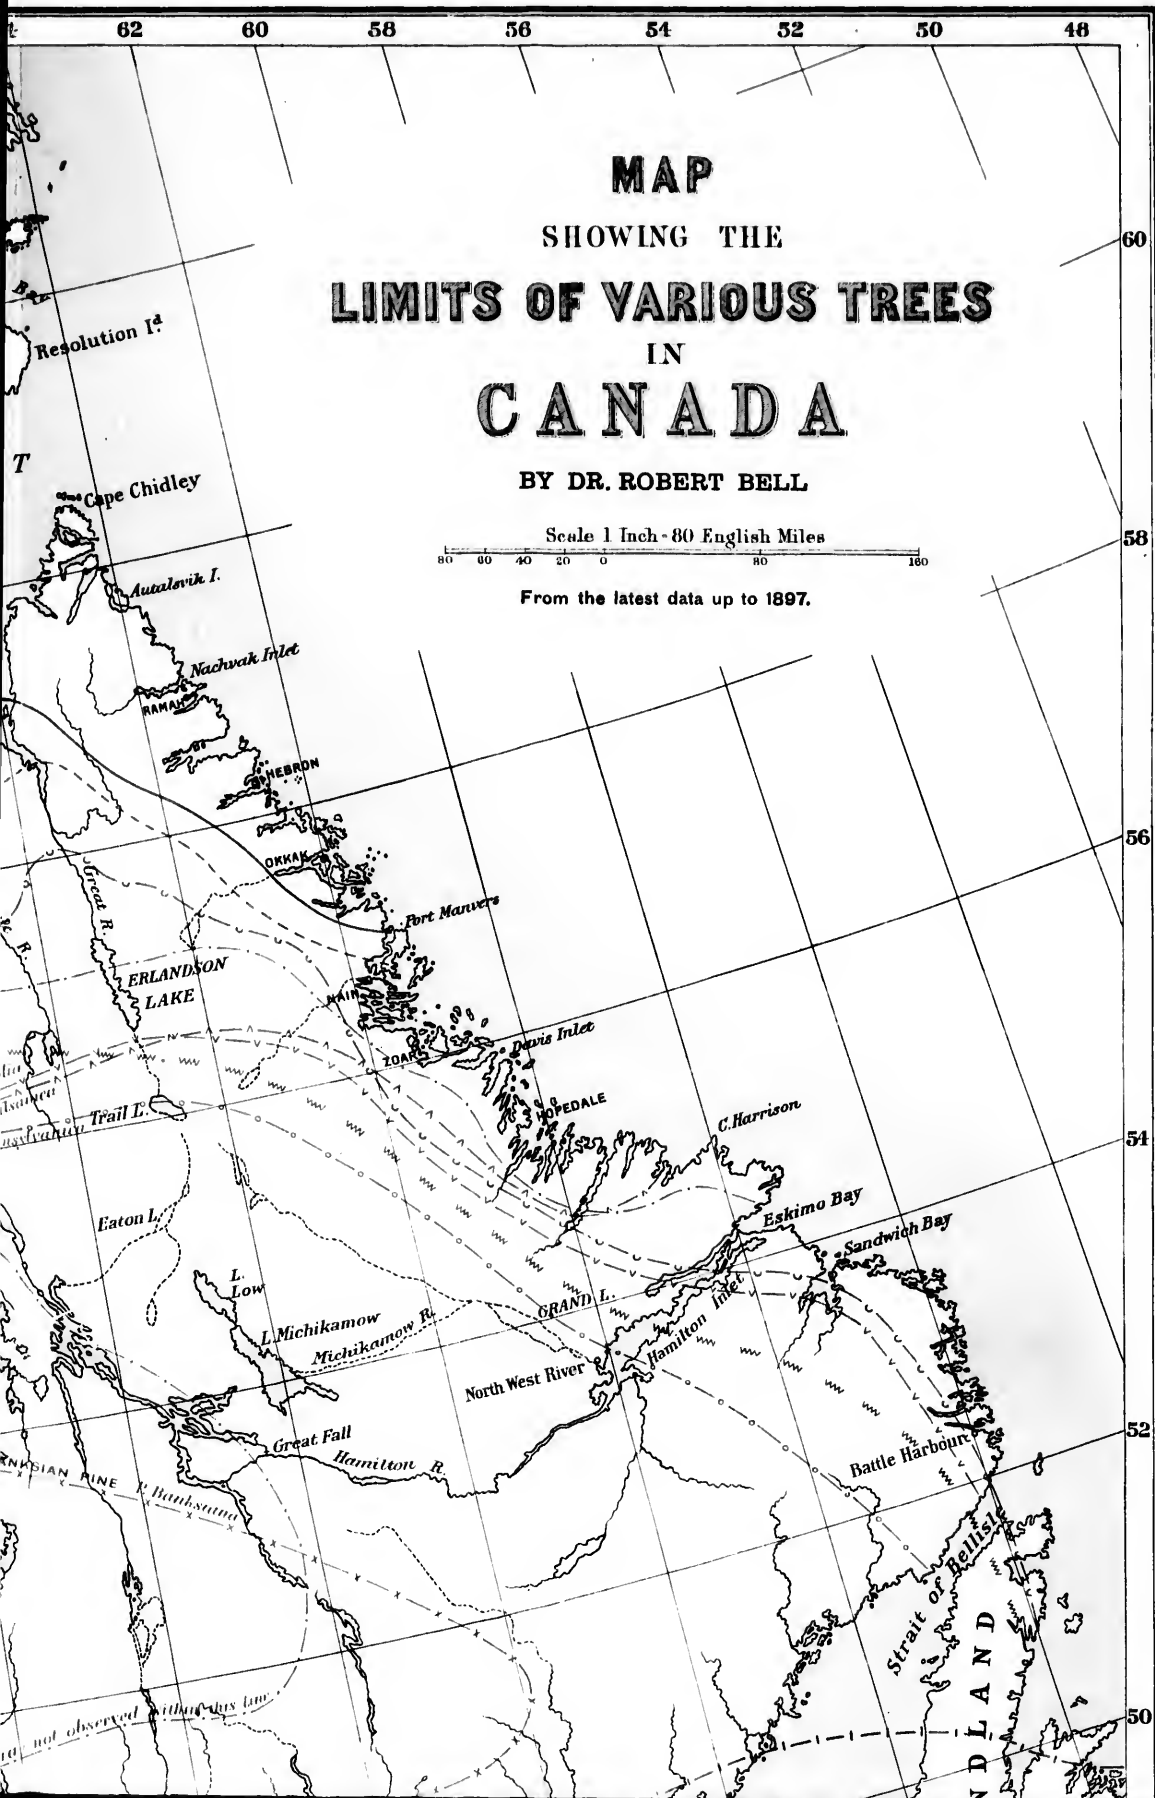 62 60 58 56 54 52 50 48
MAP
SHOWING THE
LIMITS OF VARIOUS TREES
IN
CANADA
BY DR. ROBERT BELL
Scale 1 Inch = 80 English Miles
80 60 40 20 0 80 160
From the latest data up to 1897.
60
58
56
54
52
50
Resolution Id.
T
Cape Chidley
Autalsvik I.
Nachvak Inlet
RAMAH
HEBRON
OKKAK
Great R.
R.
Port Manvers
ERLANDSON
LAKE
NAIN
ZOAR
Davis Inlet
HOPEDALE
Trail L.
C. Harrison
Eaton L.
Eskimo Bay
Sandwich Bay
L.
Low
GRAND L.
L. Michikamow
Michikamow R.
Hamilton Inlet
North West River
Great Fall
Hamilton R.
Battle Harbour
PINE P. Banksiana
Strait of Bellisle
not observed within this line
NDLAND